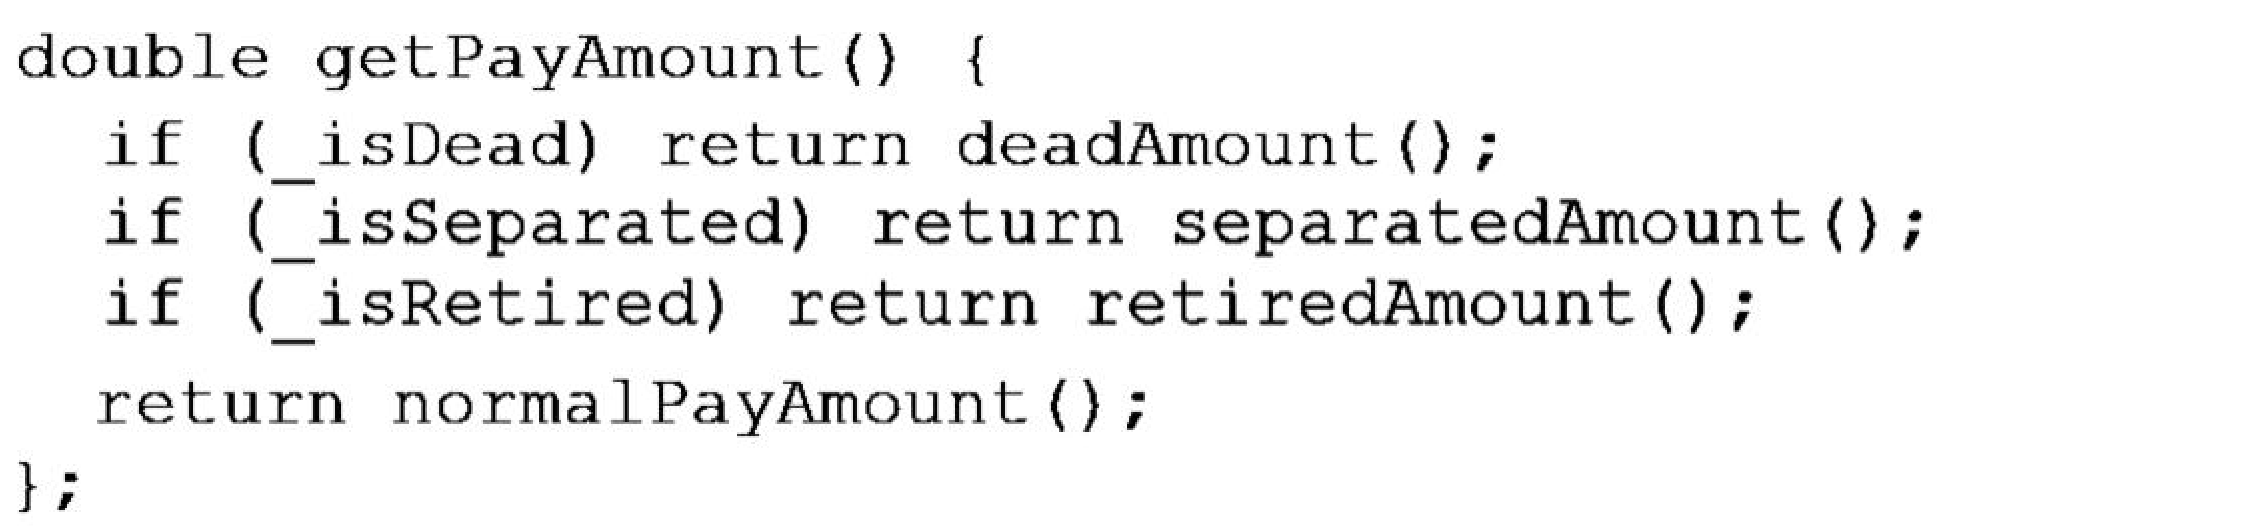 double getPayAmount() {
  if (_isDead) return deadAmount();
  if (_isSeparated) return separatedAmount();
  if (_isRetired) return retiredAmount();
  return normalPayAmount();
};